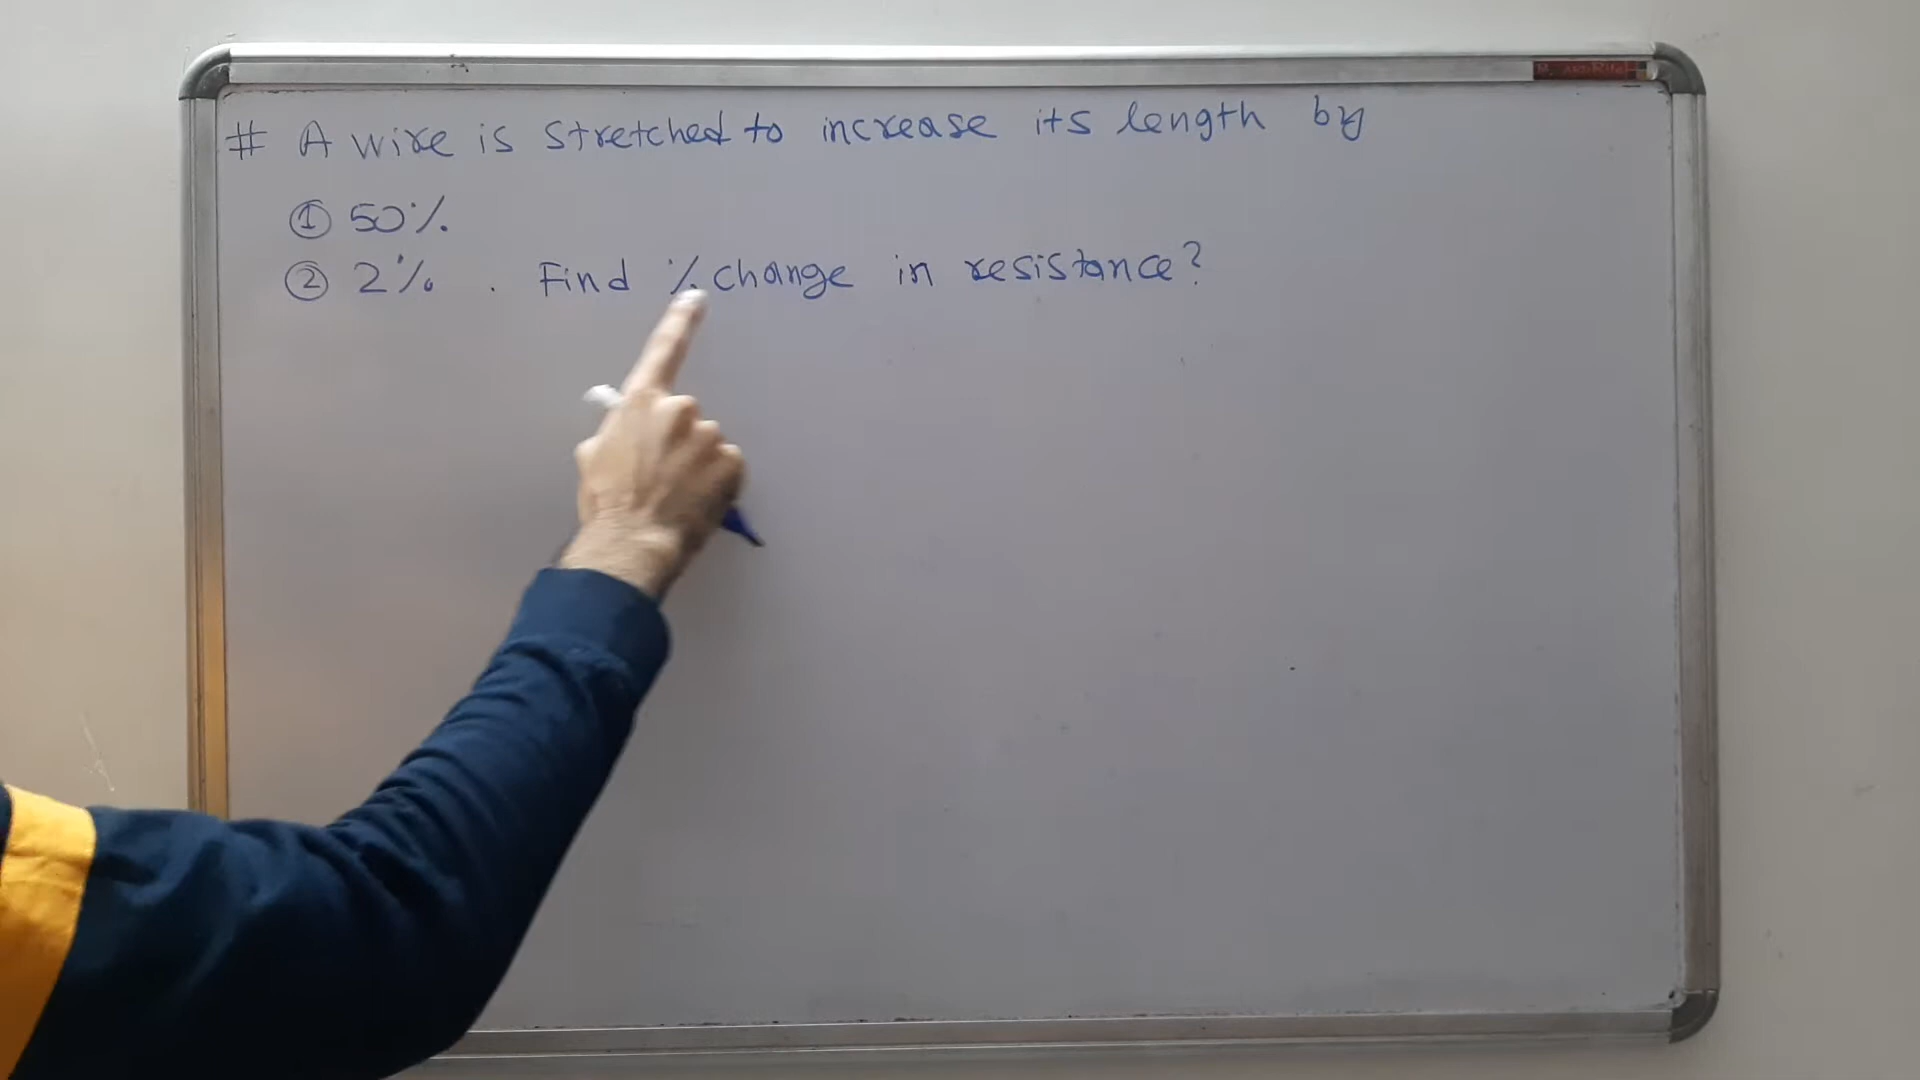 # A wire is stretched to increase its length by
① 50%
② 2% . Find % change in resistance?